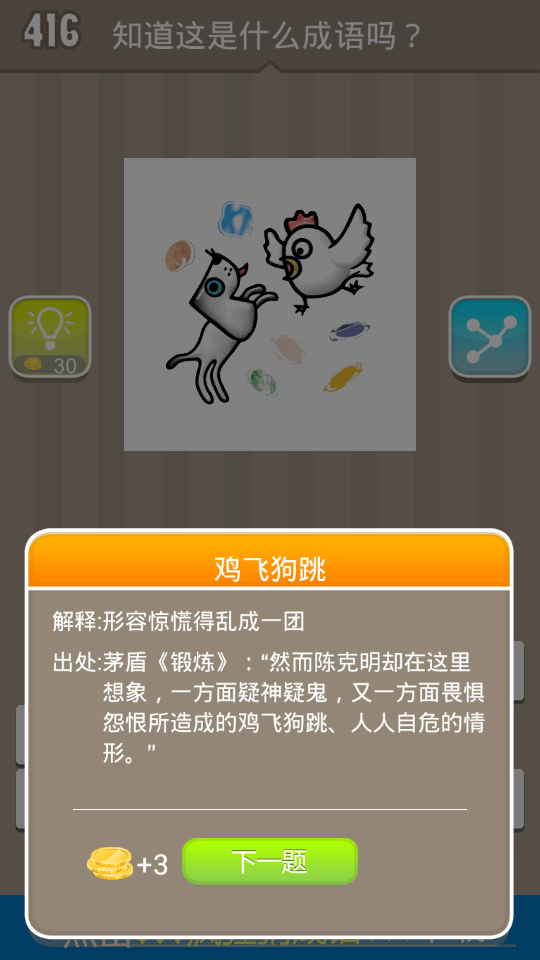 416
知道这是什么成语吗？
30
鸡飞狗跳
解释:形容惊慌得乱成一团
出处:茅盾《锻炼》：“然而陈克明却在这里
想象，一方面疑神疑鬼，又一方面畏惧
怨恨所造成的鸡飞狗跳、人人自危的情
形。”
+3
下一题